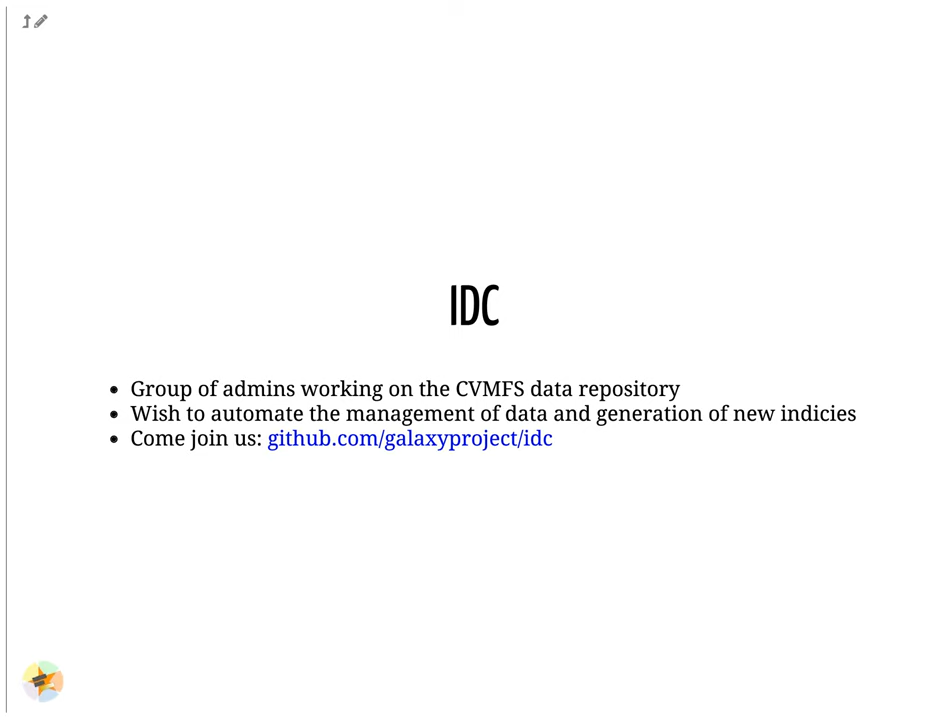 IDC
Group of admins working on the CVMFS data repository
Wish to automate the management of data and generation of new indicies
Come join us: github.com/galaxyproject/idc